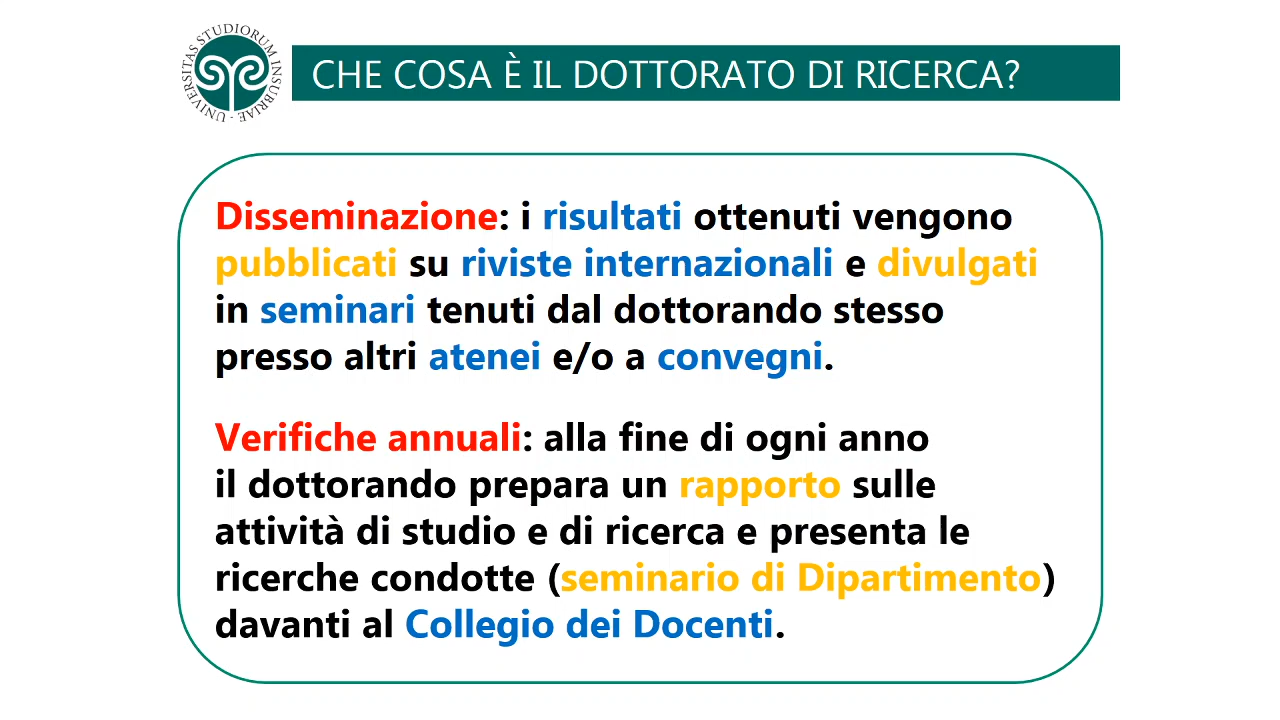 UNIVERSITAS STUDIORUM INSUBRIAE -
CHE COSA È IL DOTTORATO DI RICERCA?
Disseminazione: i risultati ottenuti vengono
pubblicati su riviste internazionali e divulgati
in seminari tenuti dal dottorando stesso
presso altri atenei e/o a convegni.
Verifiche annuali: alla fine di ogni anno
il dottorando prepara un rapporto sulle
attività di studio e di ricerca e presenta le
ricerche condotte (seminario di Dipartimento)
davanti al Collegio dei Docenti.